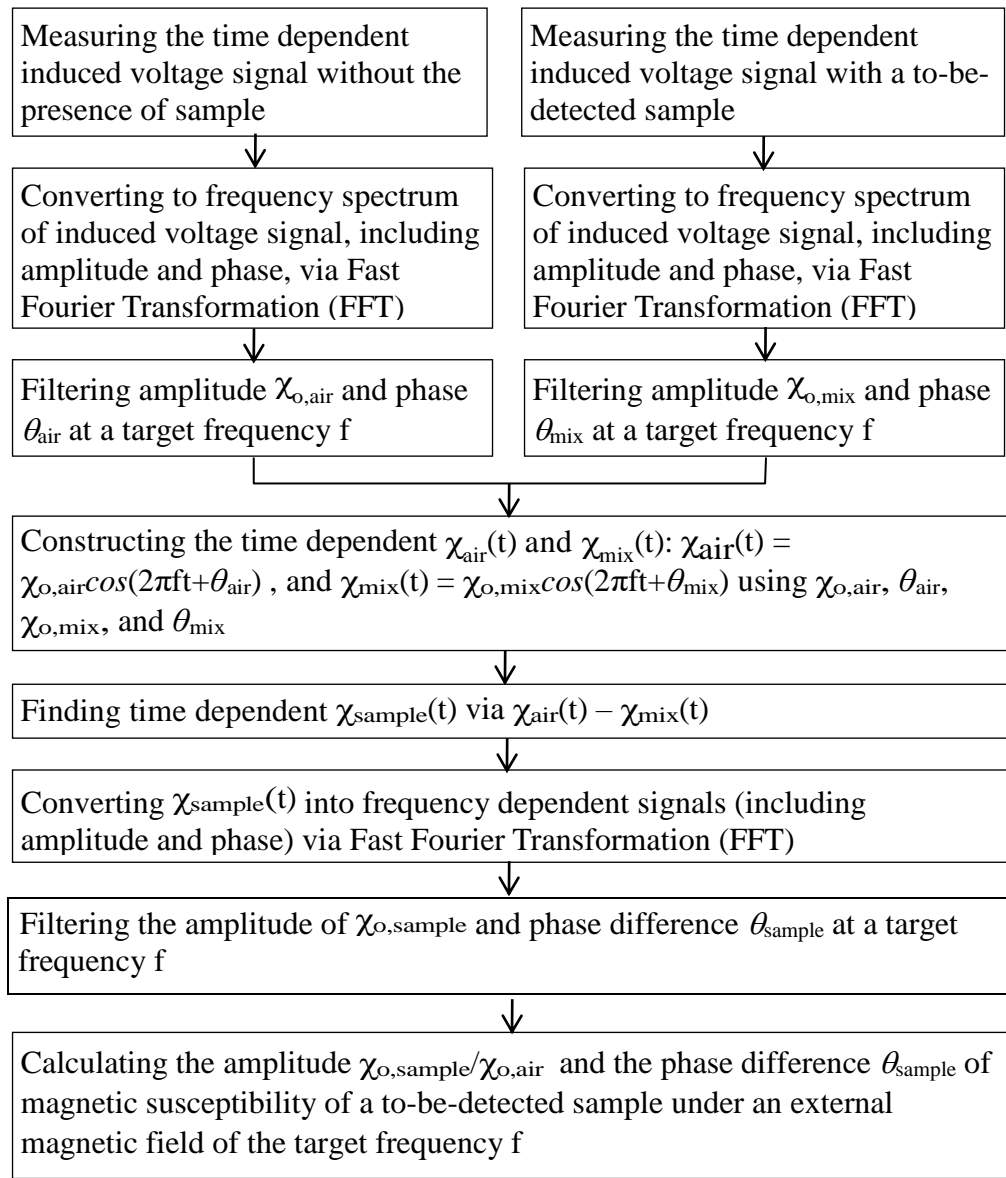 Measuring the time dependent
induced voltage signal without the
presence of sample
Measuring the time dependent
induced voltage signal with a to-be-
detected sample
Converting to frequency spectrum
of induced voltage signal, including
amplitude and phase, via Fast
Fourier Transformation (FFT)
Converting to frequency spectrum
of induced voltage signal, including
amplitude and phase, via Fast
Fourier Transformation (FFT)
Filtering amplitude χo,air and phase
θair at a target frequency f
Filtering amplitude χo,mix and phase
θmix at a target frequency f
Constructing the time dependent χair(t) and χmix(t): χair(t) =
χo,aircos(2πft+θair) , and χmix(t) = χo,mixcos(2πft+θmix) using χo,air, θair,
χo,mix, and θmix
Finding time dependent χsample(t) via χair(t) – χmix(t)
Converting χsample(t) into frequency dependent signals (including
amplitude and phase) via Fast Fourier Transformation (FFT)
Filtering the amplitude of χo,sample and phase difference θsample at a target
frequency f
Calculating the amplitude χo,sample/χo,air and the phase difference θsample of
magnetic susceptibility of a to-be-detected sample under an external
magnetic field of the target frequency f